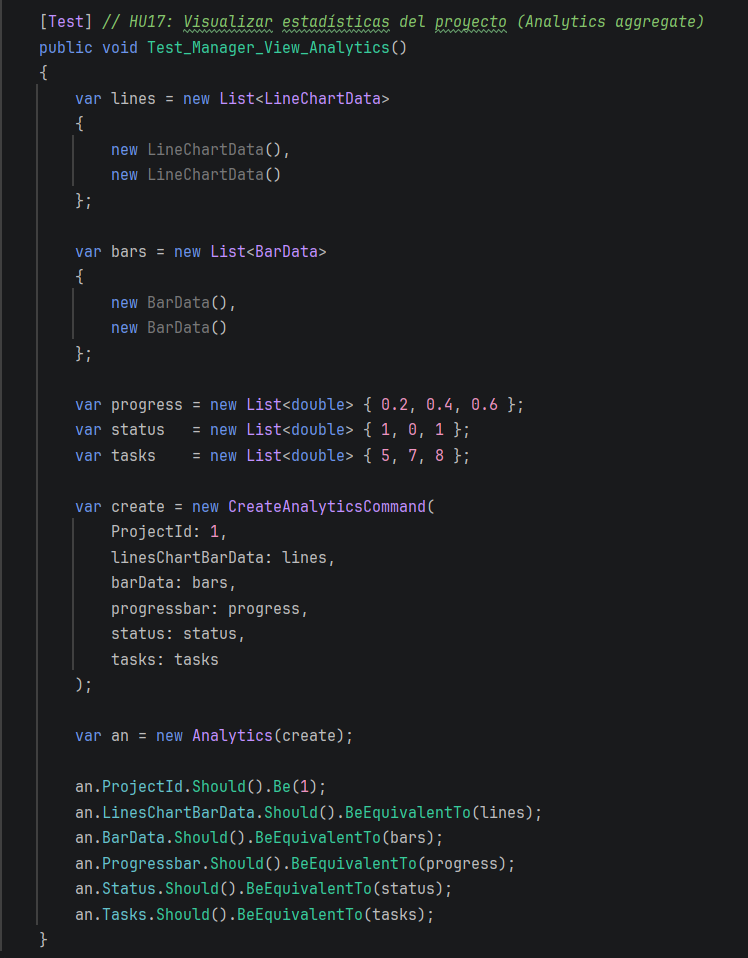 [Test] // HU17: Visualizar estadísticas del proyecto (Analytics aggregate)
public void Test_Manager_View_Analytics()
{
    var lines = new List<LineChartData>
    {
        new LineChartData(),
        new LineChartData()
    };

    var bars = new List<BarData>
    {
        new BarData(),
        new BarData()
    };

    var progress = new List<double> { 0.2, 0.4, 0.6 };
    var status   = new List<double> { 1, 0, 1 };
    var tasks    = new List<double> { 5, 7, 8 };

    var create = new CreateAnalyticsCommand(
        ProjectId: 1,
        linesChartBarData: lines,
        barData: bars,
        progressbar: progress,
        status: status,
        tasks: tasks
    );

    var an = new Analytics(create);

    an.ProjectId.Should().Be(1);
    an.LinesChartBarData.Should().BeEquivalentTo(lines);
    an.BarData.Should().BeEquivalentTo(bars);
    an.Progressbar.Should().BeEquivalentTo(progress);
    an.Status.Should().BeEquivalentTo(status);
    an.Tasks.Should().BeEquivalentTo(tasks);
}